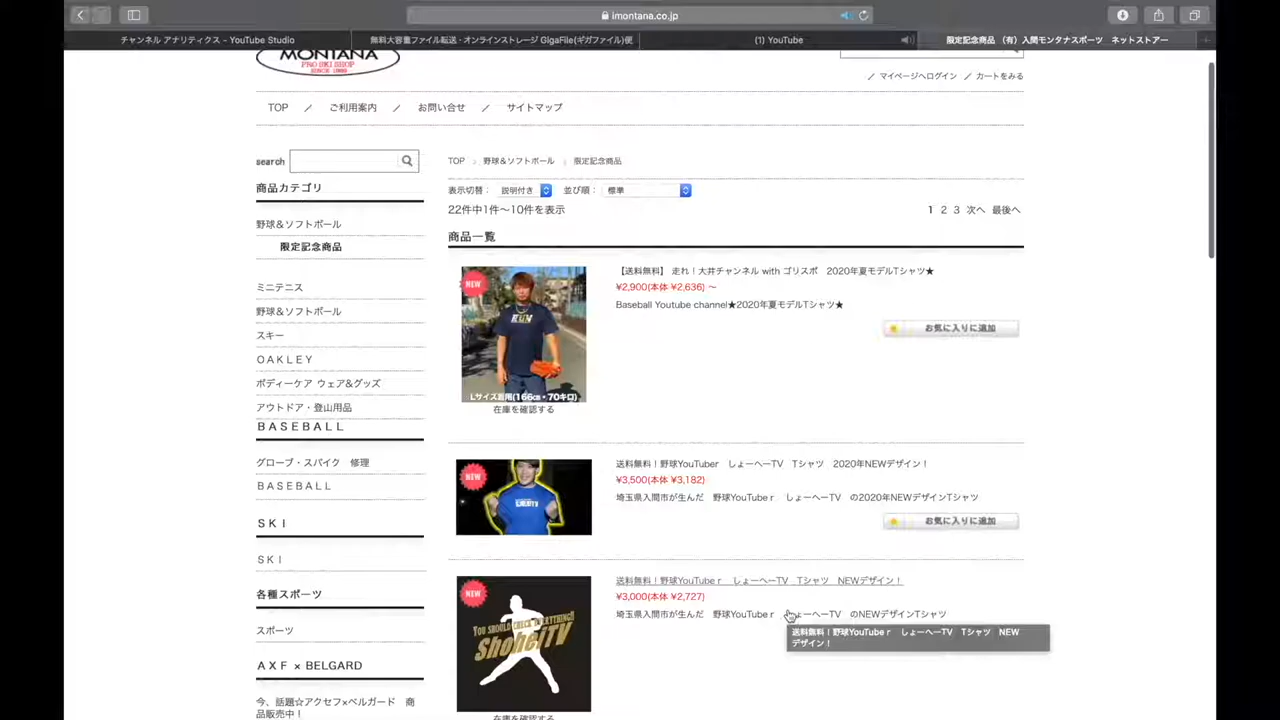 imontana.co.jp
チャンネル アナリティクス - YouTube Studio
無料大容量ファイル転送・オンラインストレージ GigaFile(ギガファイル)便
(1) YouTube
限定記念商品 （有）入間モンタナスポーツ ネットストアー
MONTANA
PRO SKI SHOP
マイページへログイン
カートをみる
TOP / ご利用案内 / お問い合せ / サイトマップ
search
TOP 野球＆ソフトボール 限定記念商品
商品カテゴリ
表示切替： 説明付き 並び順： 標準
22件中1件〜10件を表示
1 2 3 次へ 最後へ
野球＆ソフトボール
限定記念商品
商品一覧
ミニテニス
野球＆ソフトボール
スキー
ＯＡＫＬＥＹ
ボディーケア ウェア&グッズ
アウトドア・登山用品
ＢＡＳＥＢＡＬＬ
グローブ・スパイク 修理
ＢＡＳＥＢＡＬＬ
ＳＫＩ
ＳＫＩ
各種スポーツ
スポーツ
ＡＸＦ × BELGARD
今、話題☆アクセフ×ベルガード 商
品販売中！
NEW
RUN
Lサイズ着用(166cm・70キロ)
在庫を確認する
【送料無料】 走れ！大井チャンネル with ゴリスポ 2020年夏モデルTシャツ★
¥2,900(本体 ¥2,636) 〜
Baseball Youtube channel★2020年夏モデルTシャツ★
お気に入りに追加
NEW
送料無料！野球YouTuber しょーへーTV Tシャツ 2020年NEWデザイン！
¥3,500(本体 ¥3,182)
埼玉県入間市が生んだ 野球YouTubeｒ しょーへーTV の2020年NEWデザインTシャツ
お気に入りに追加
NEW
YOU SHOULD CHECK EVERYTHING!!
ShoheiTV
在庫を確認する
送料無料！野球YouTubeｒ しょーへーTV Tシャツ NEWデザイン！
¥3,000(本体 ¥2,727)
埼玉県入間市が生んだ 野球YouTubeｒ しょーへーTV のNEWデザインTシャツ
送料無料！野球YouTubeｒ しょーへーTV Tシャツ NEW
デザイン！